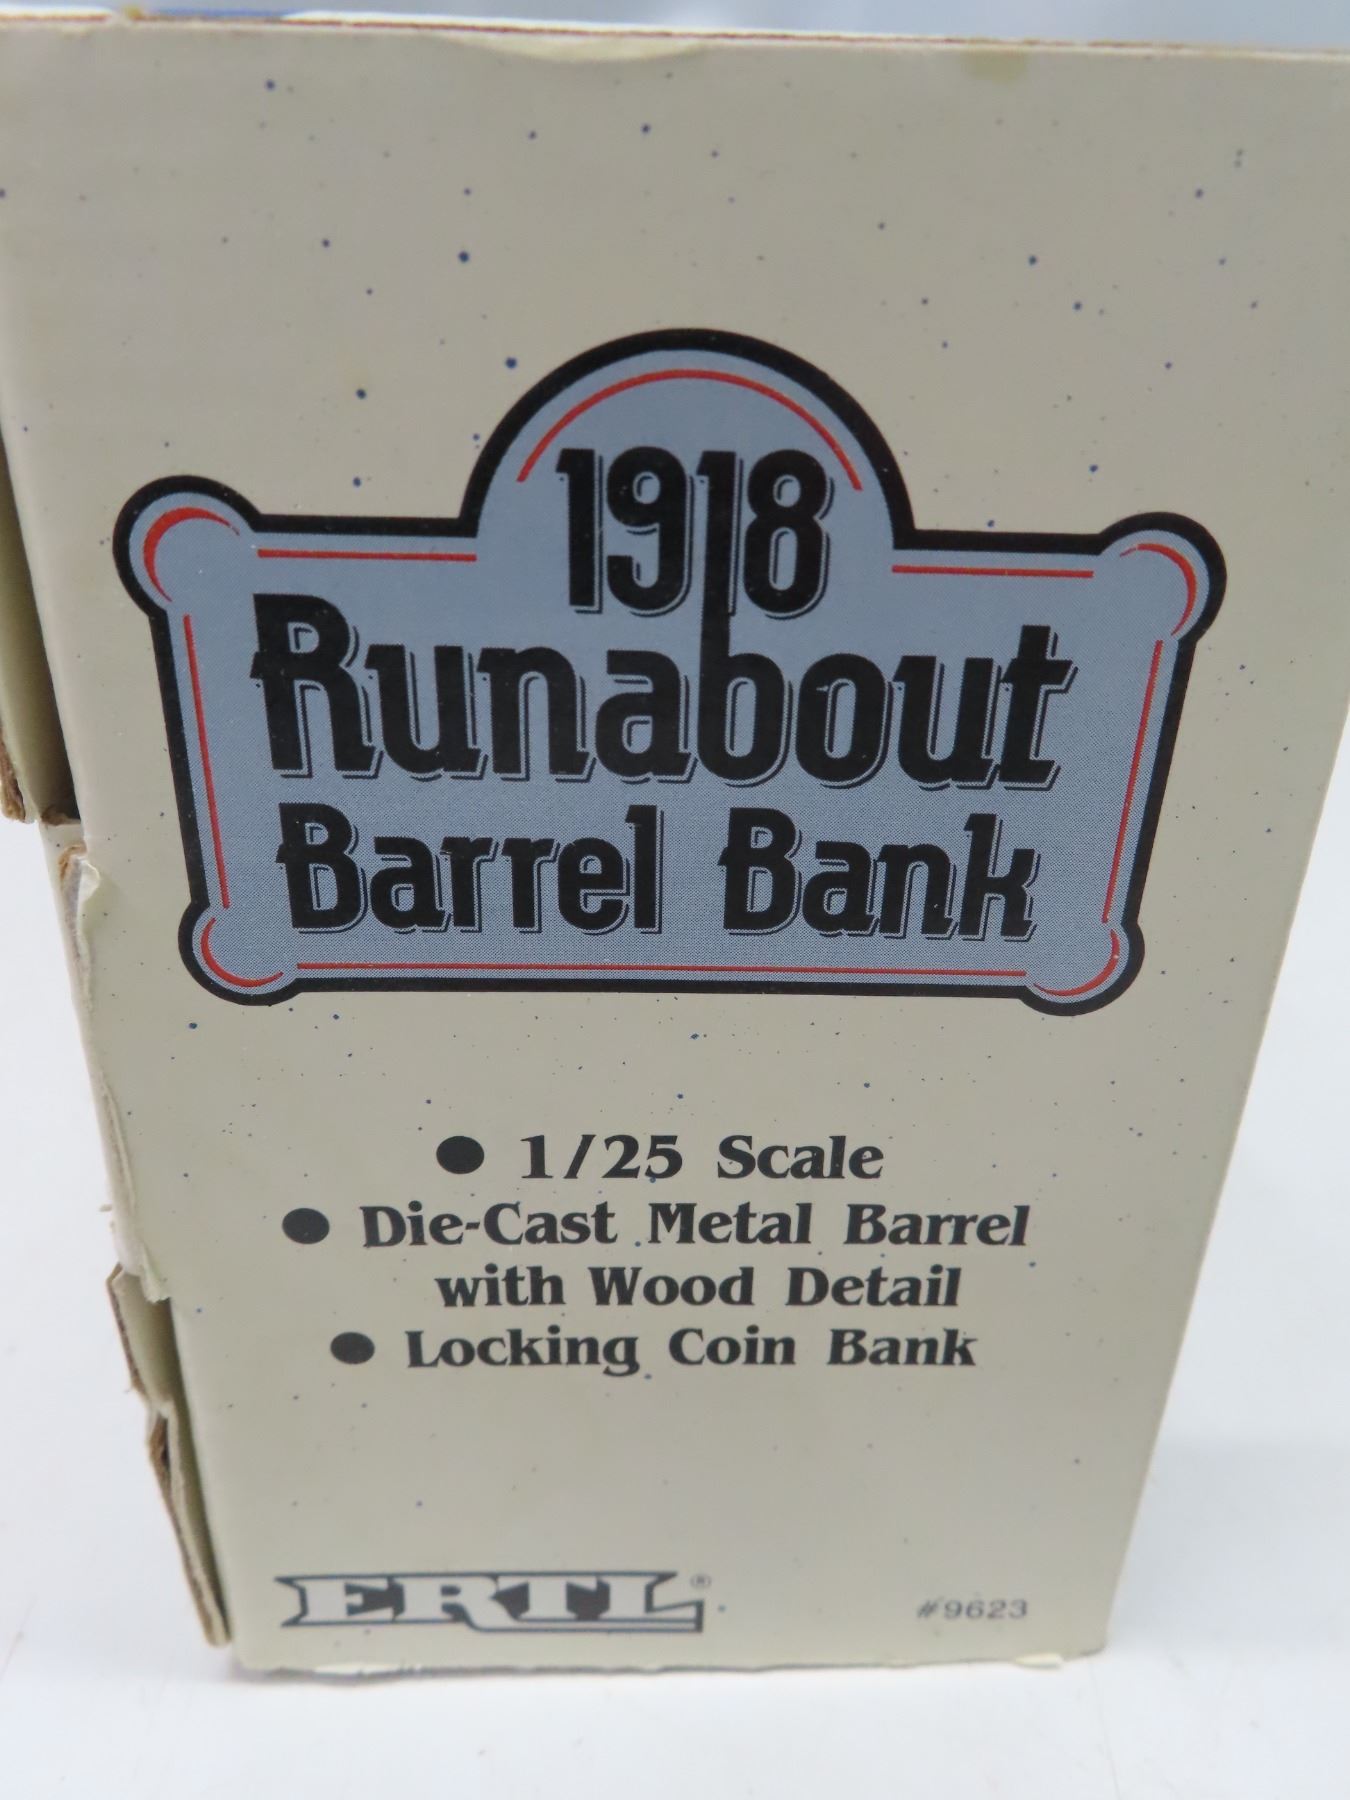 1918
Runabout
Barrel Bank
● 1/25 Scale
● Die-Cast Metal Barrel
with Wood Detail
● Locking Coin Bank
ERTL®
#9623